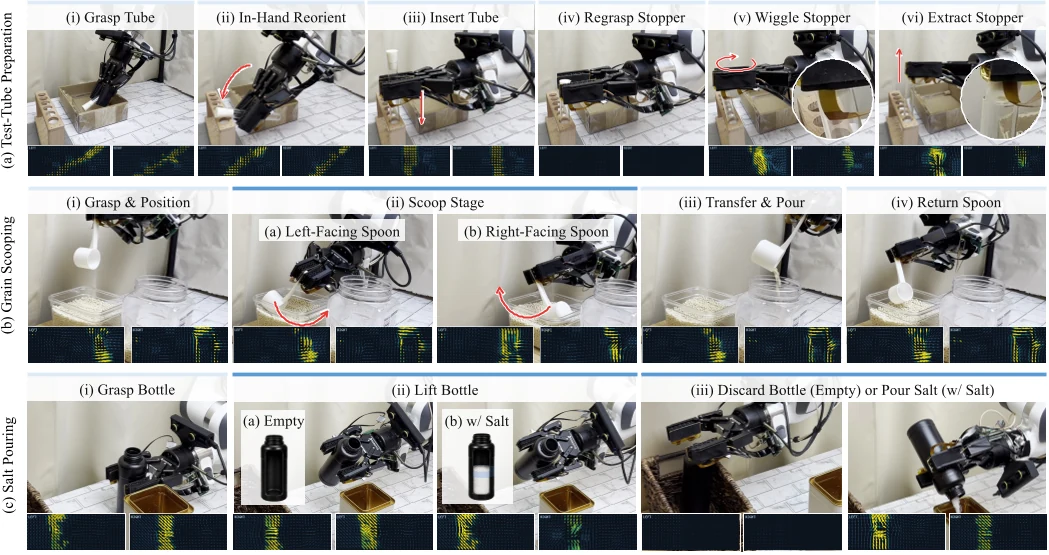 (a) Test-Tube Preparation
(i) Grasp Tube
(ii) In-Hand Reorient
(iii) Insert Tube
(iv) Regrasp Stopper
(v) Wiggle Stopper
(vi) Extract Stopper
(b) Grain Scooping
(i) Grasp & Position
(ii) Scoop Stage
(a) Left-Facing Spoon
(b) Right-Facing Spoon
(iii) Transfer & Pour
(iv) Return Spoon
(c) Salt Pouring
(i) Grasp Bottle
(ii) Lift Bottle
(a) Empty
(b) w/ Salt
(iii) Discard Bottle (Empty) or Pour Salt (w/ Salt)